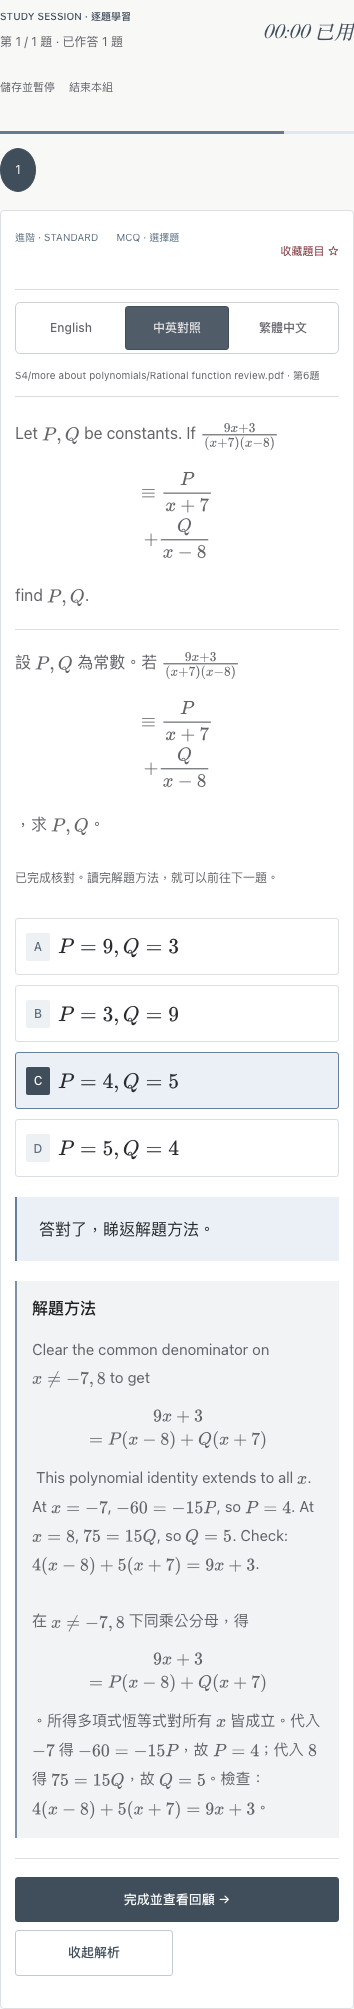 STUDY SESSION · 逐題學習
第 1 / 1 題 · 已作答 1 題
00:00 已用
儲存並暫停 結束本組
1
進階 · STANDARD MCQ · 選擇題
收藏題目 ☆
English 中英對照 繁體中文
S4/more about polynomials/Rational function review.pdf · 第6題
Let P, Q be constants. If \frac{9x+3}{(x+7)(x-8)}
≡ \frac{P}{x+7}
+ \frac{Q}{x-8}
find P, Q.
設 P, Q 為常數。若 \frac{9x+3}{(x+7)(x-8)}
≡ \frac{P}{x+7}
+ \frac{Q}{x-8}
，求 P, Q。
已完成核對。讀完解題方法，就可以前往下一題。
A P = 9, Q = 3
B P = 3, Q = 9
C P = 4, Q = 5
D P = 5, Q = 4
答對了，睇返解題方法。
解題方法
Clear the common denominator on
x ≠ −7, 8 to get
9x + 3
= P(x − 8) + Q(x + 7)
This polynomial identity extends to all x.
At x = −7, −60 = −15P, so P = 4. At
x = 8, 75 = 15Q, so Q = 5. Check:
4(x − 8) + 5(x + 7) = 9x + 3.
在 x ≠ −7, 8 下同乘公分母，得
9x + 3
= P(x − 8) + Q(x + 7)
。所得多項式恆等式對所有 x 皆成立。代入
−7 得 −60 = −15P，故 P = 4；代入 8
得 75 = 15Q，故 Q = 5。檢查：
4(x − 8) + 5(x + 7) = 9x + 3。
完成並查看回顧 →
收起解析